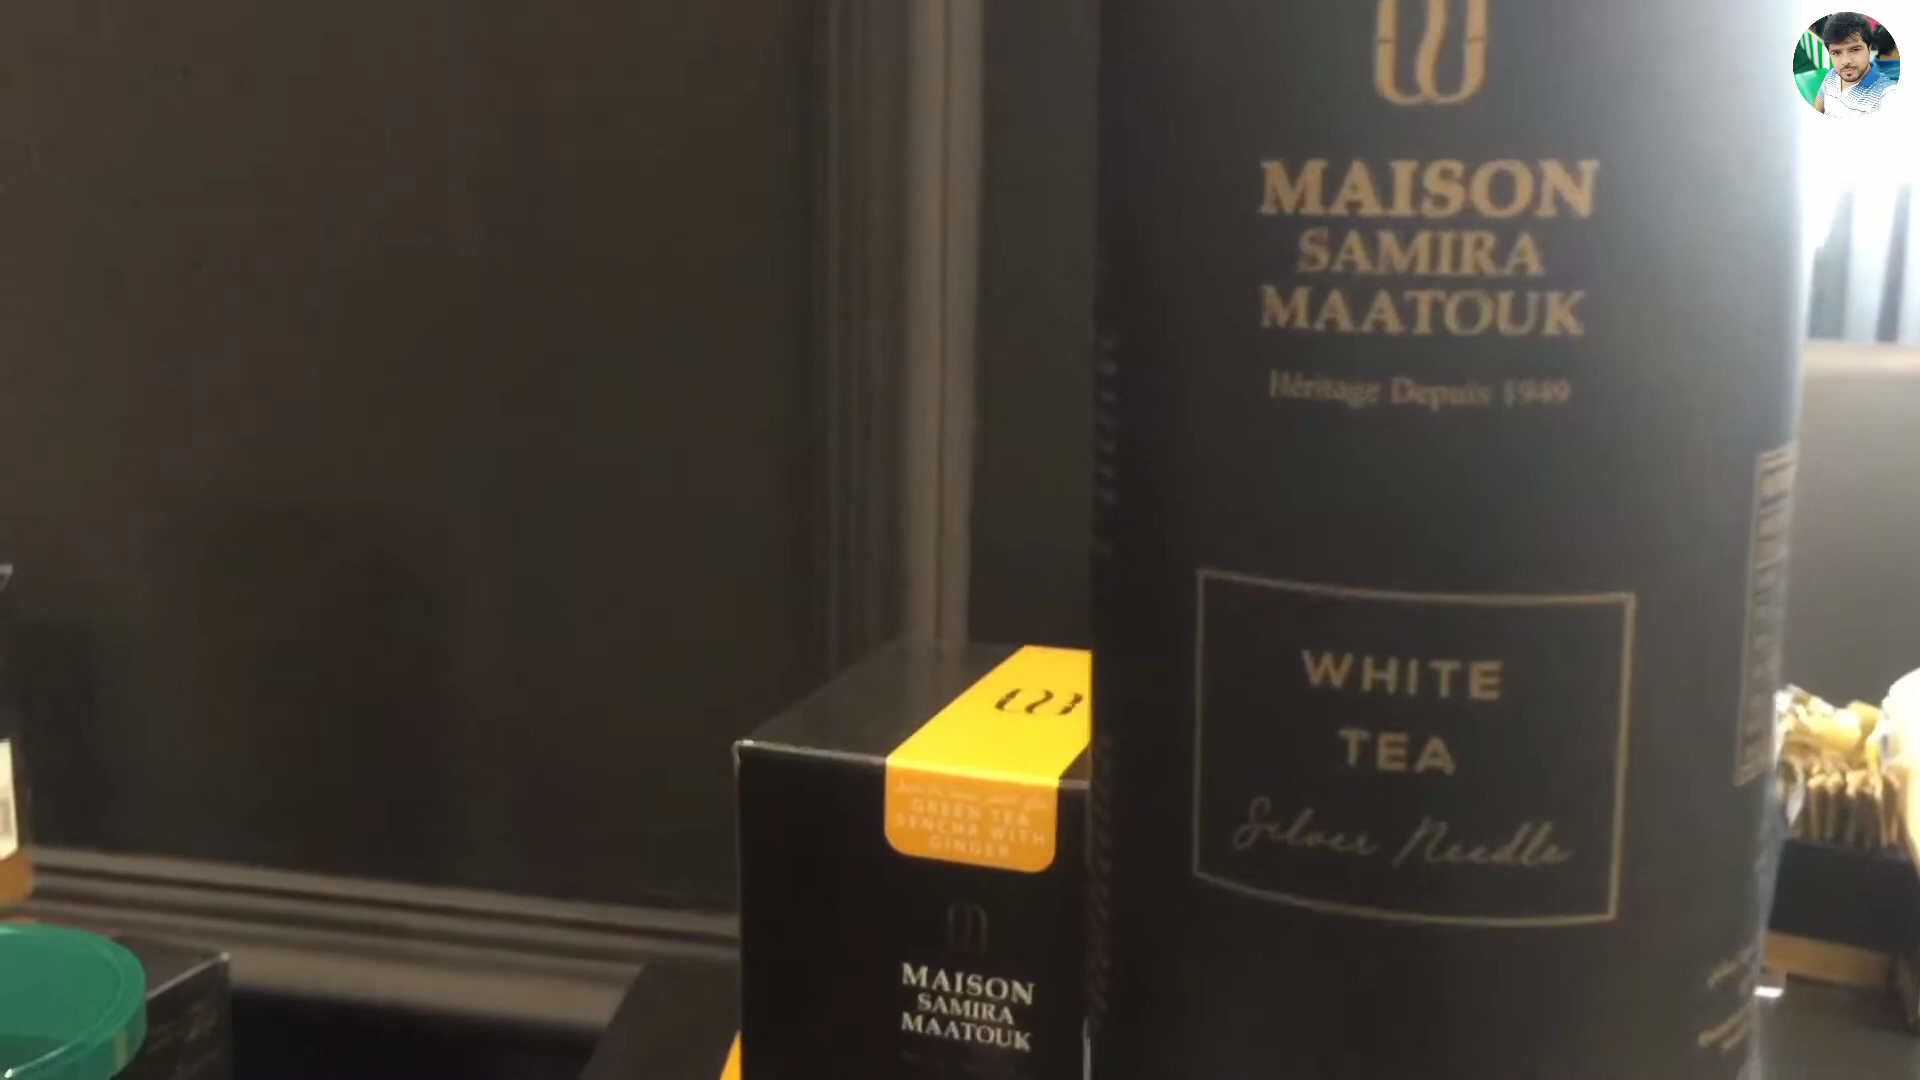 MAISON
SAMIRA
MAATOUK
Héritage Depuis 1949
WHITE
TEA
Silver Needle
GREEN TEA
SENCHA WITH
GINGER
MAISON
SAMIRA
MAATOUK